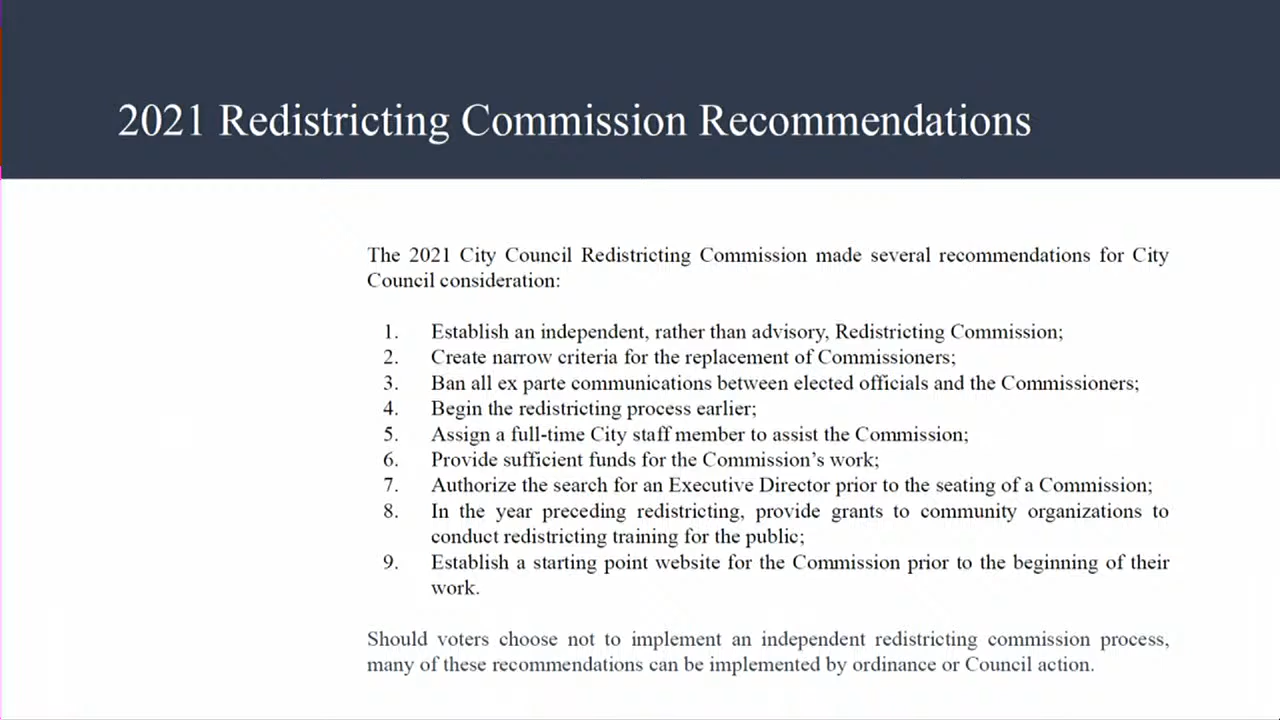 2021 Redistricting Commission Recommendations
The 2021 City Council Redistricting Commission made several recommendations for City
Council consideration:
1. Establish an independent, rather than advisory, Redistricting Commission;
2. Create narrow criteria for the replacement of Commissioners;
3. Ban all ex parte communications between elected officials and the Commissioners;
4. Begin the redistricting process earlier;
5. Assign a full-time City staff member to assist the Commission;
6. Provide sufficient funds for the Commission's work;
7. Authorize the search for an Executive Director prior to the seating of a Commission;
8. In the year preceding redistricting, provide grants to community organizations to
conduct redistricting training for the public;
9. Establish a starting point website for the Commission prior to the beginning of their
work.
Should voters choose not to implement an independent redistricting commission process,
many of these recommendations can be implemented by ordinance or Council action.